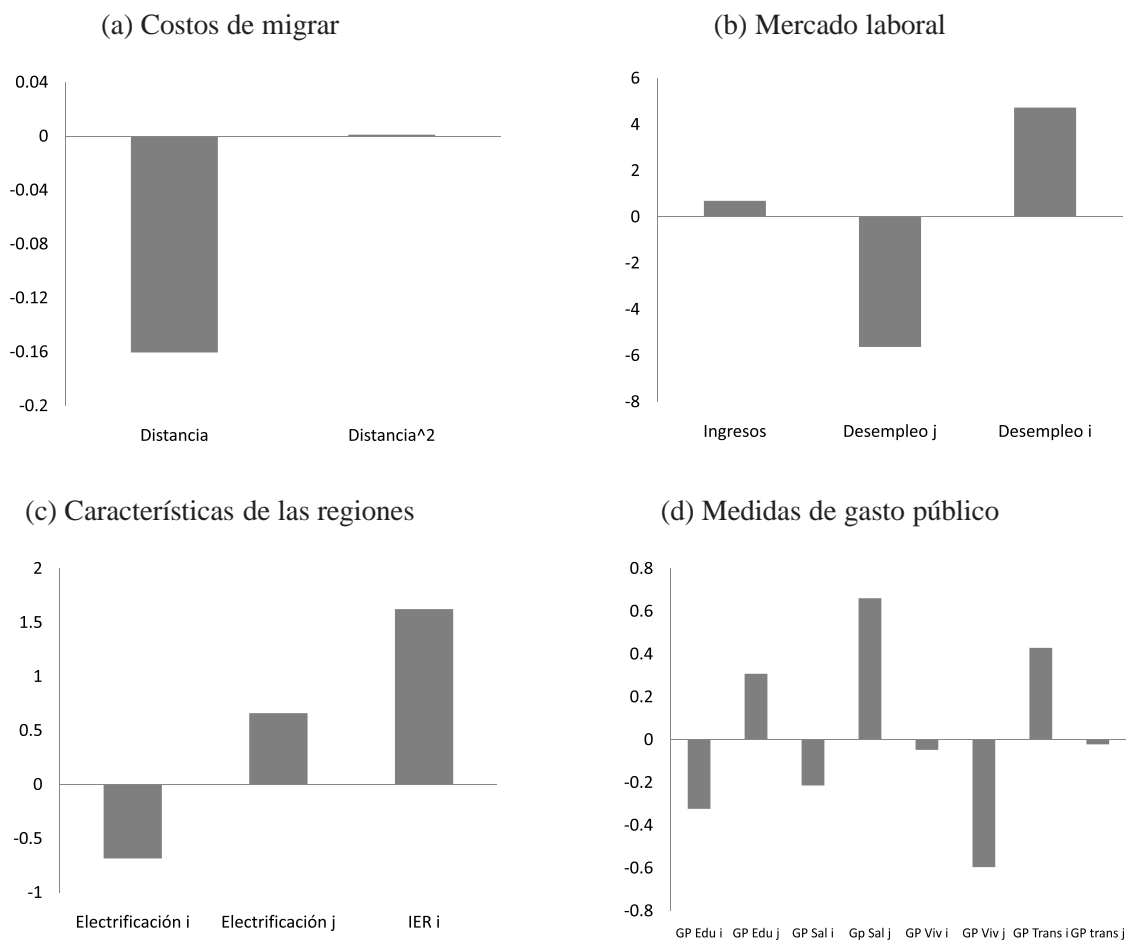 (a) Costos de migrar
0.04
0
-0.04
-0.08
-0.12
-0.16
-0.2
Distancia
Distancia^2
(b) Mercado laboral
6
4
2
0
-2
-4
-6
-8
Ingresos
Desempleo j
Desempleo i
(c) Características de las regiones
2
1.5
1
0.5
0
-0.5
-1
Electrificación i
Electrificación j
IER i
(d) Medidas de gasto público
0.8
0.6
0.4
0.2
0
-0.2
-0.4
-0.6
-0.8
GP Edu i
GP Edu j
GP Sal i
Gp Sal j
GP Viv i
GP Viv j
GP Trans i
GP trans j